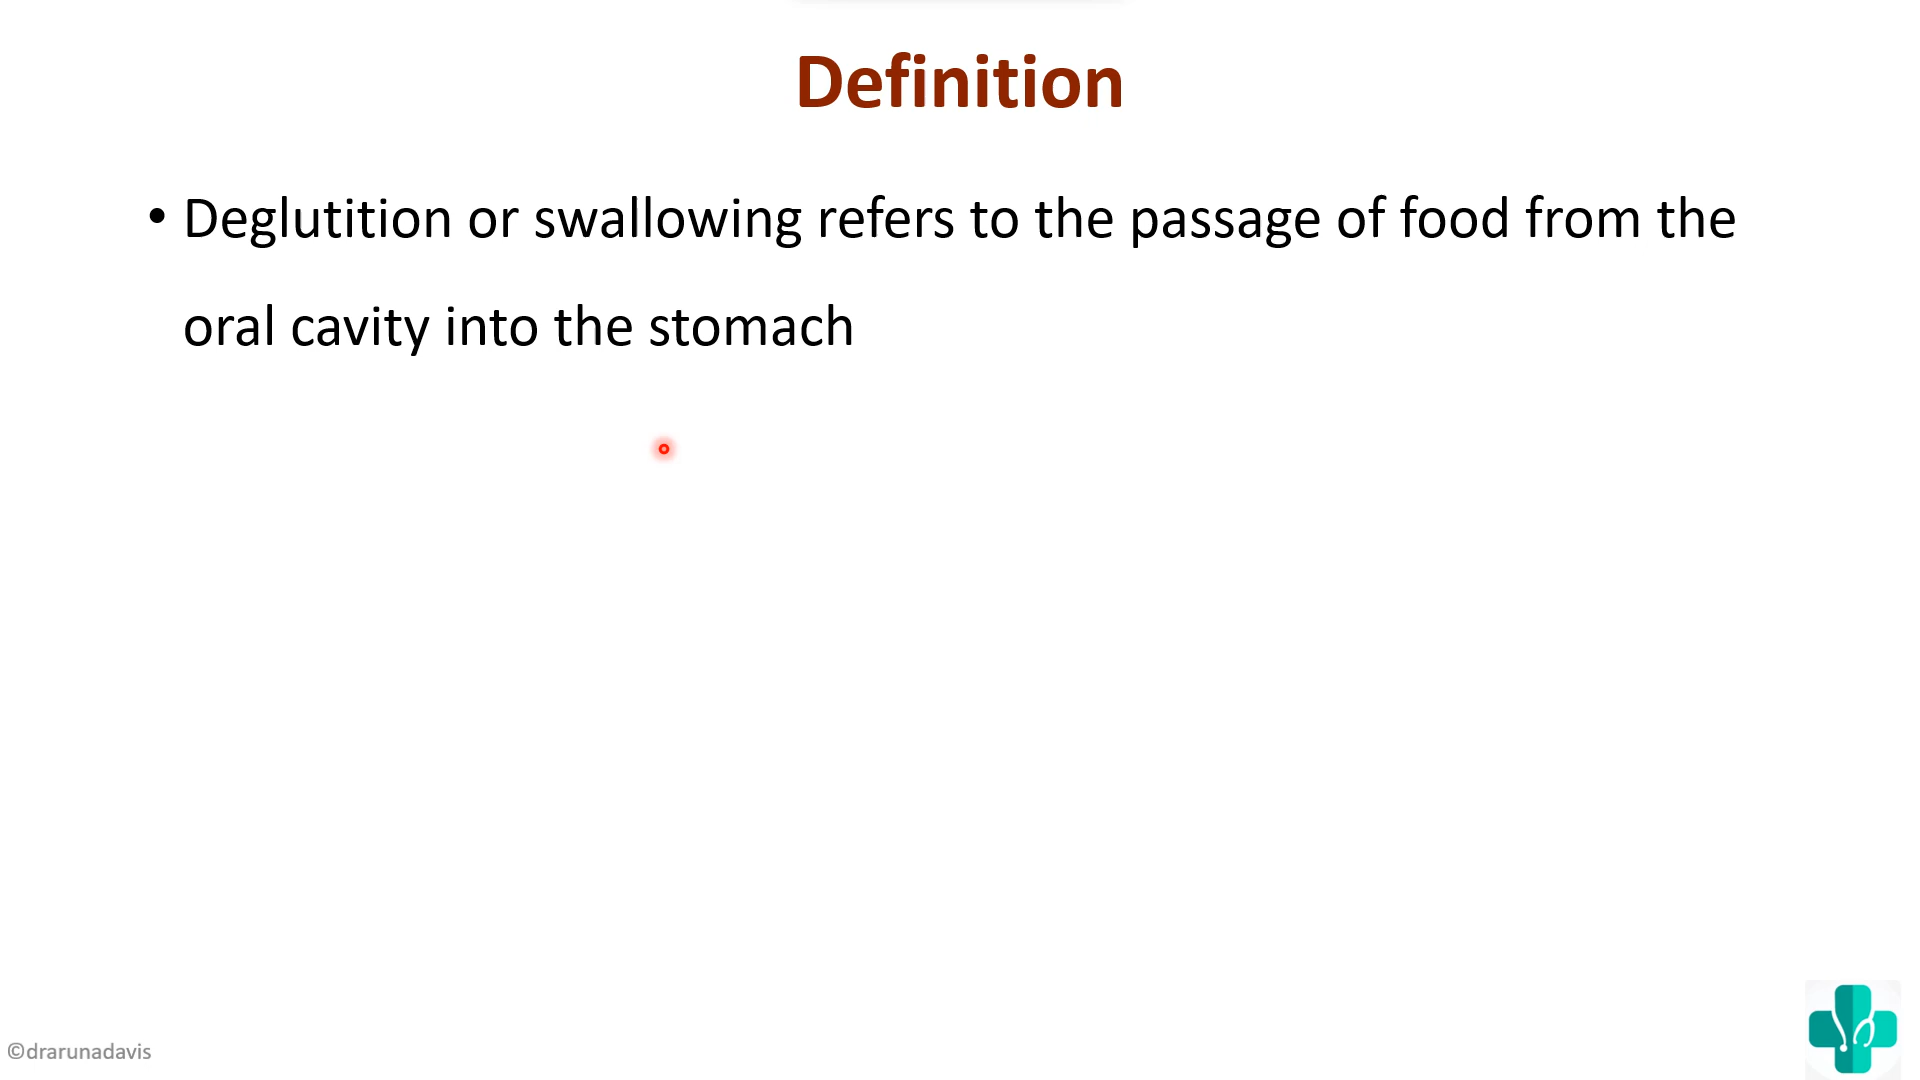 Definition
• Deglutition or swallowing refers to the passage of food from the
oral cavity into the stomach
©drarunadavis